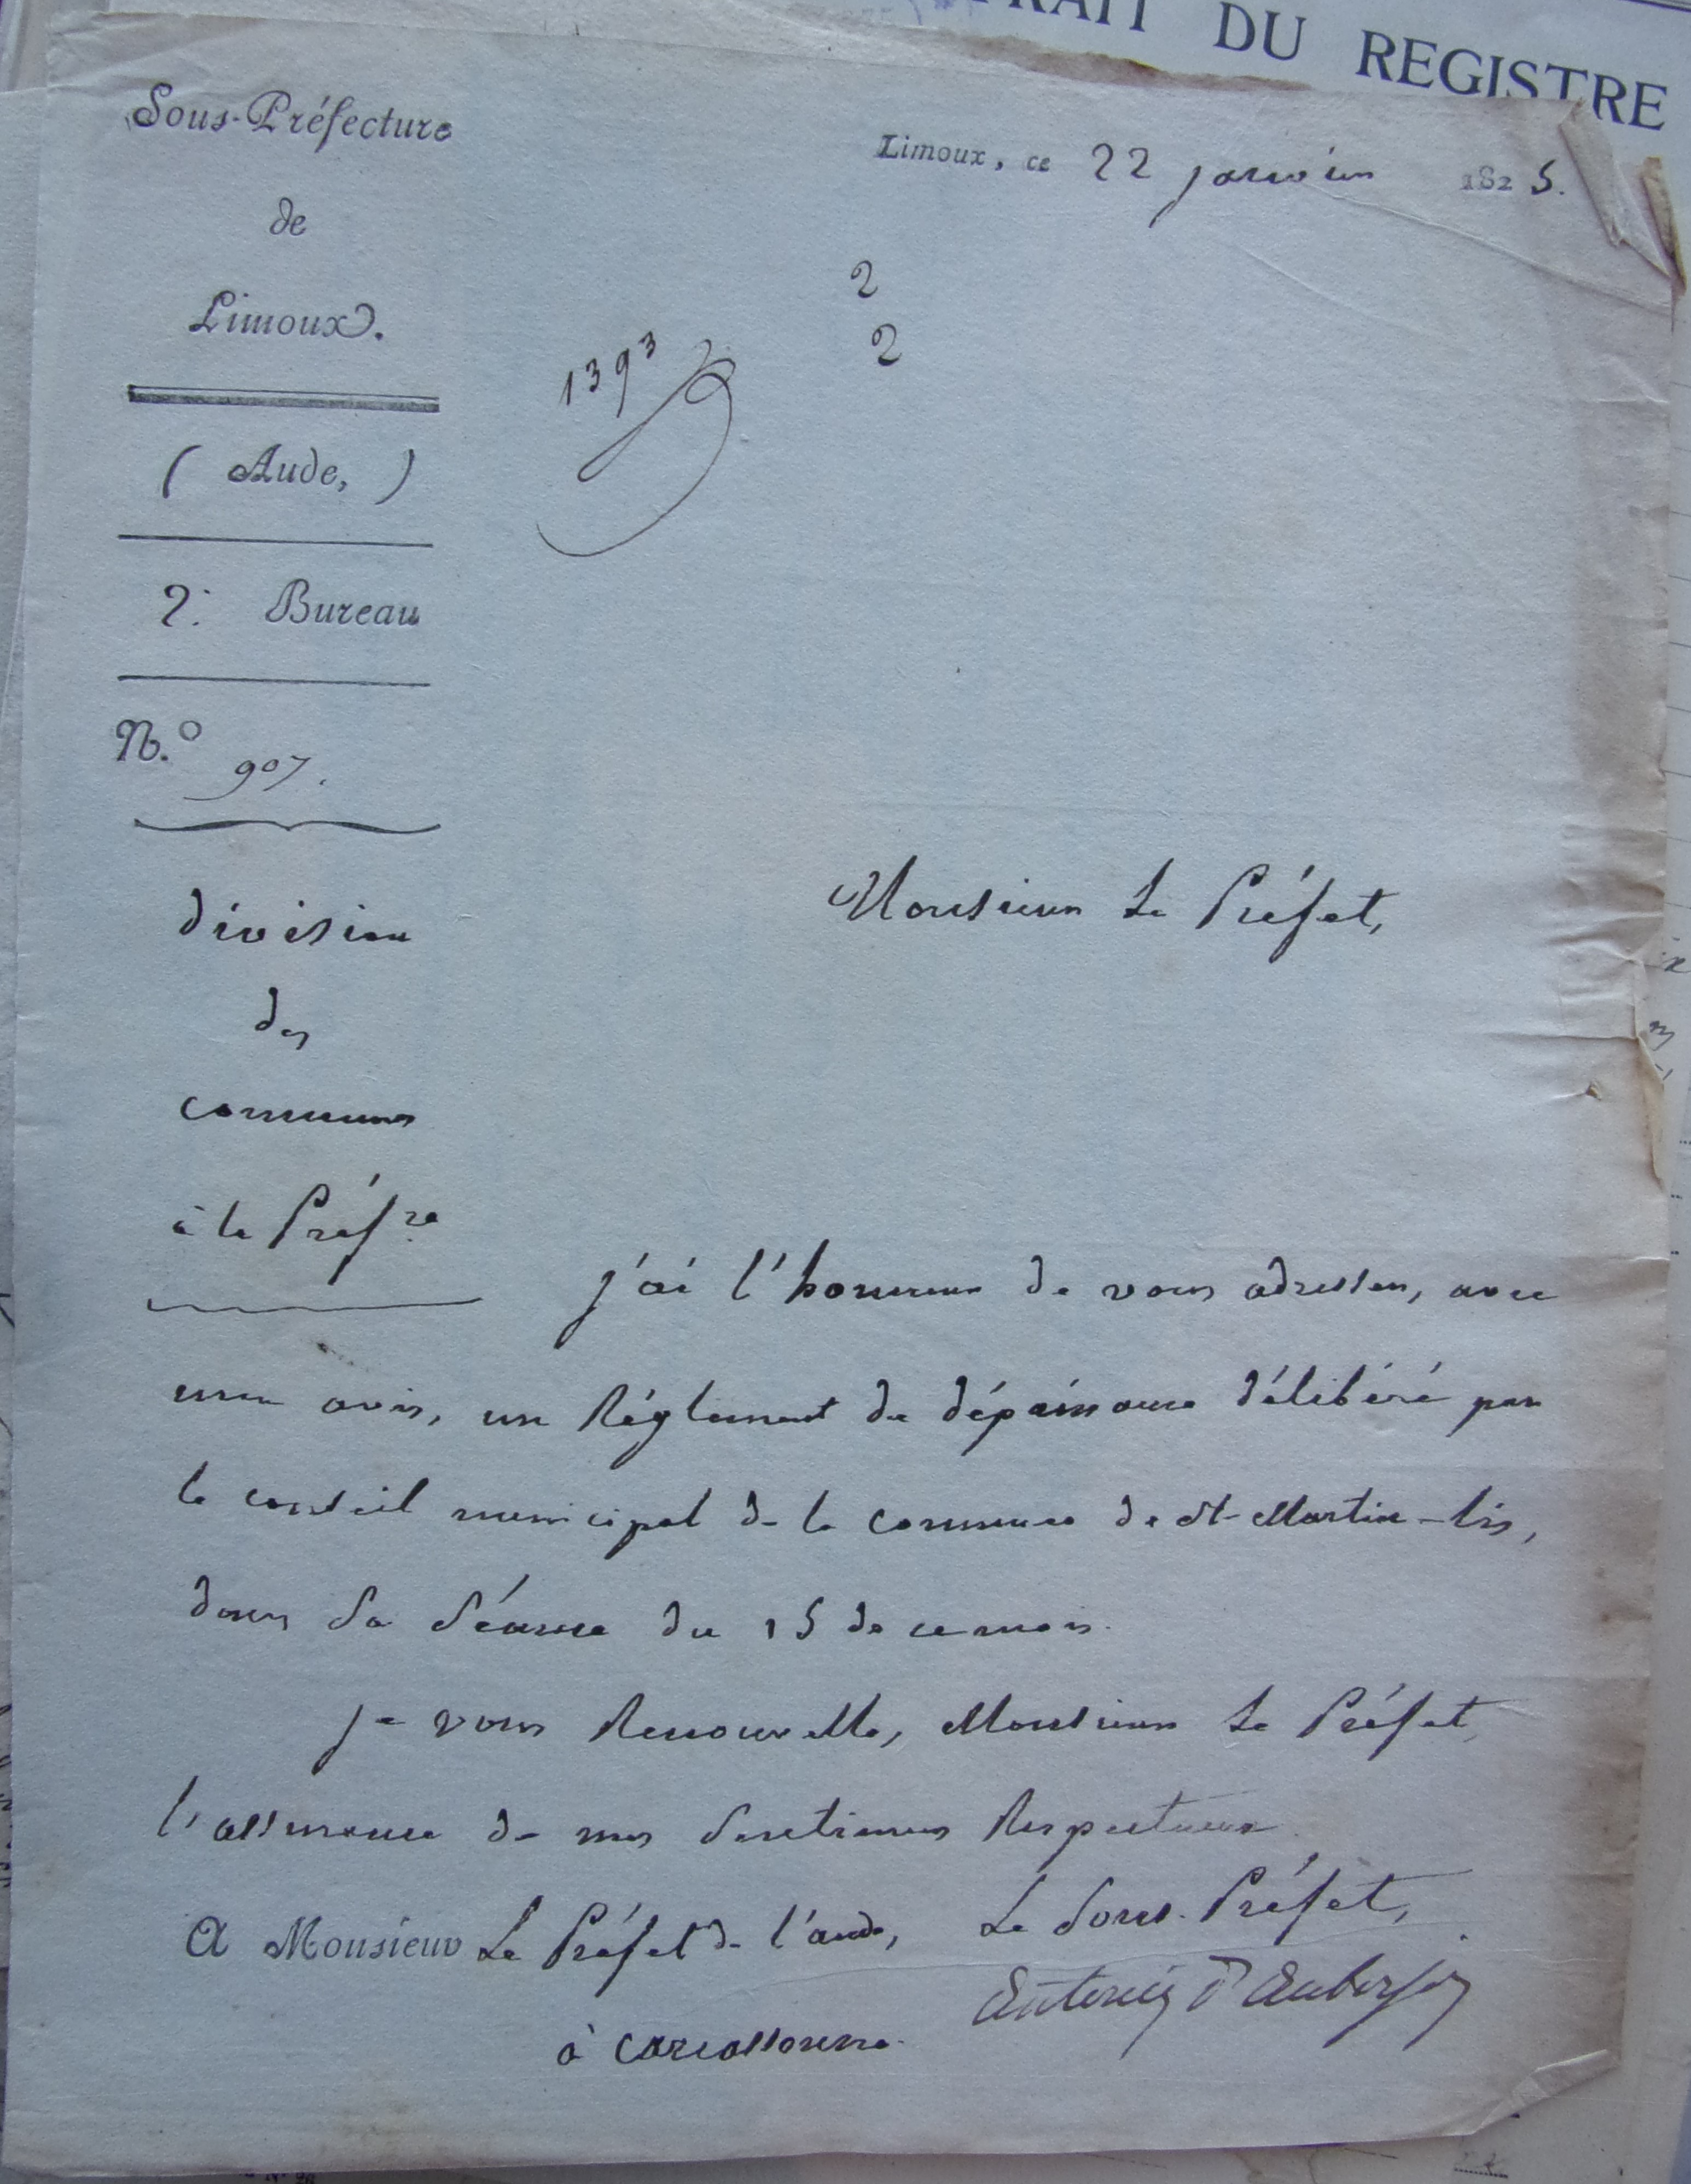 TRAIT DU REGISTRE
Sous-Préfecture
de
Limoux.
(Aude,)
2e. Bureau
N.° 907.
division
des
communes
à la Préfre
Limoux, ce 22 janvier 1825.
2
2
1393
Monsieur le Préfet,
j'ai l'honneur de vous adresser, avec
mon avis, un Réglement de dépaissance délibéré par
le conseil municipal de la commune de St-Martin-lis,
dans sa séance du 15 de ce mois.
je vous Renouvelle, Monsieur le Préfet,
l'assurance de mes sentimens Respectueux.
Le Sous-Préfet,
A Monsieur Le Préfet de l'aude,
à Carcassonne.